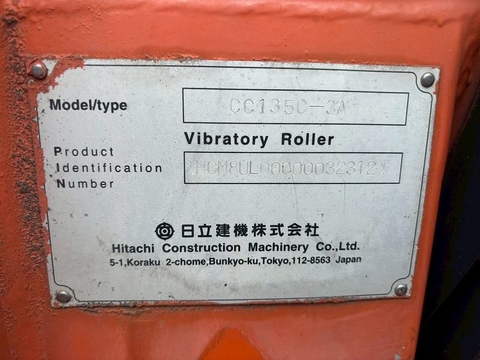 Model/type CC135C-3A
Vibratory Roller
Product
Identification
Number
日立建機株式会社
Hitachi Construction Machinery Co.,Ltd.
5-1,Koraku 2-chome,Bunkyo-ku,Tokyo,112-8563 Japan